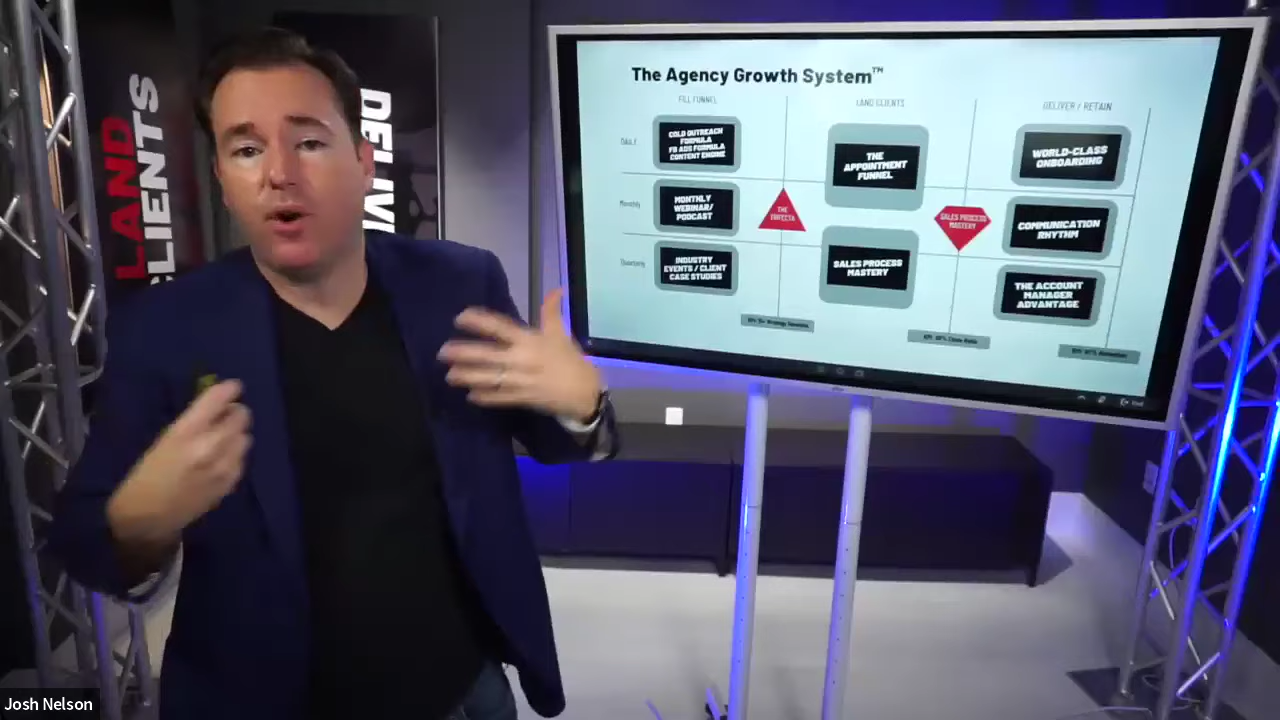 LAND
CLIENTS
The Agency Growth System™
FILL FUNNEL
LAND CLIENTS
DELIVER / RETAIN
DAILY
COLD OUTREACH
FORMULA
FB ADS FORMULA
CONTENT ENGINE
THE
APPOINTMENT
FUNNEL
WORLD-CLASS
ONBOARDING
Monthly
MONTHLY
WEBINAR/
PODCAST
THE
TRIFECTA
SALES PROCESS
MASTERY
COMMUNICATION
RHYTHM
Quarterly
INDUSTRY
EVENTS / CLIENT
CASE STUDIES
SALES PROCESS
MASTERY
THE ACCOUNT
MANAGER
ADVANTAGE
Josh Nelson